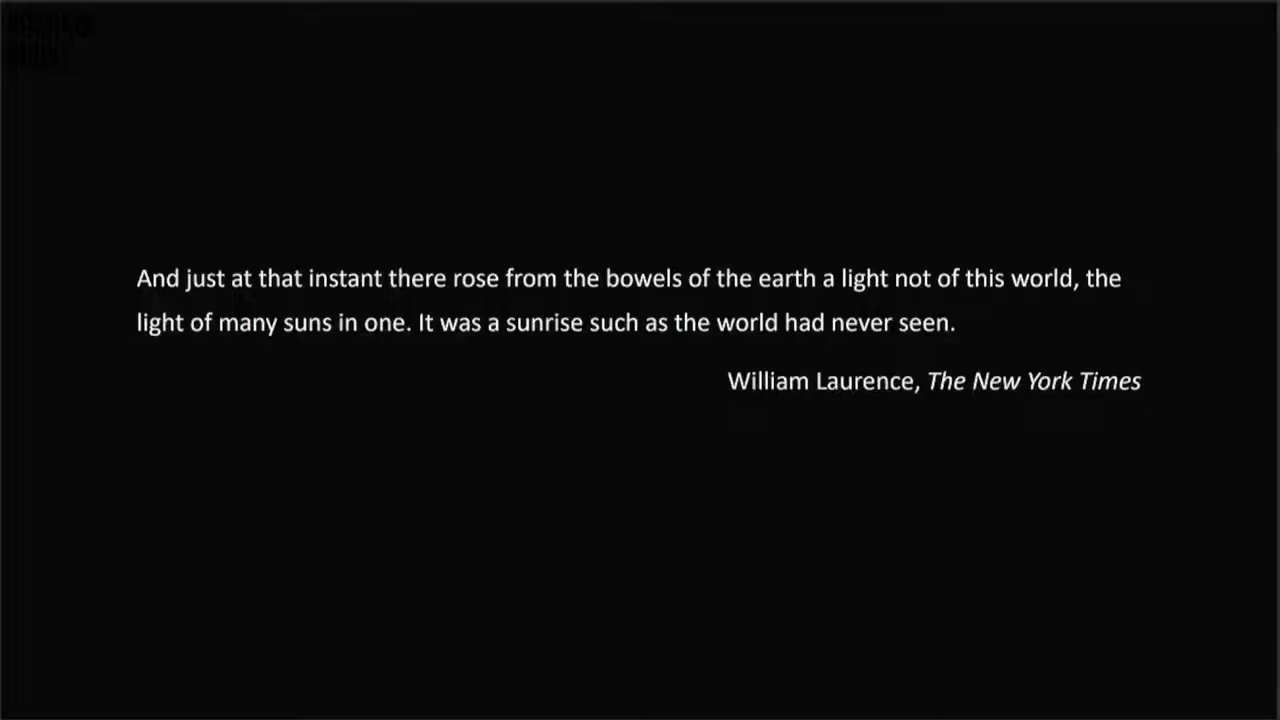 And just at that instant there rose from the bowels of the earth a light not of this world, the
light of many suns in one. It was a sunrise such as the world had never seen.
William Laurence, The New York Times